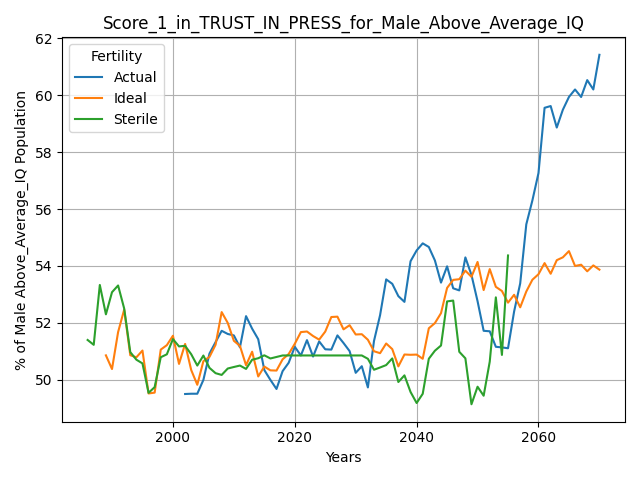 Score_1_in_TRUST_IN_PRESS_for_Male_Above_Average_IQ
% of Male Above_Average_IQ Population
62
60
58
56
54
52
50
Fertility
Actual
Ideal
Sterile
2000
2020
2040
2060
Years